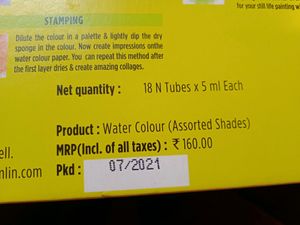 for your still life painting w
STAMPING
Dilute the colour in a palette & lightly dip the dry
sponge in the colour. Now create impressions onthe
water colour paper. You can repeat this method after
the first layer dries & create amazing collages.
Net quantity : 18 N Tubes x 5 ml Each
Product : Water Colour (Assorted Shades)
ell. MRP(Incl. of all taxes) : ₹ 160.00
nlin.com Pkd : 07/2021